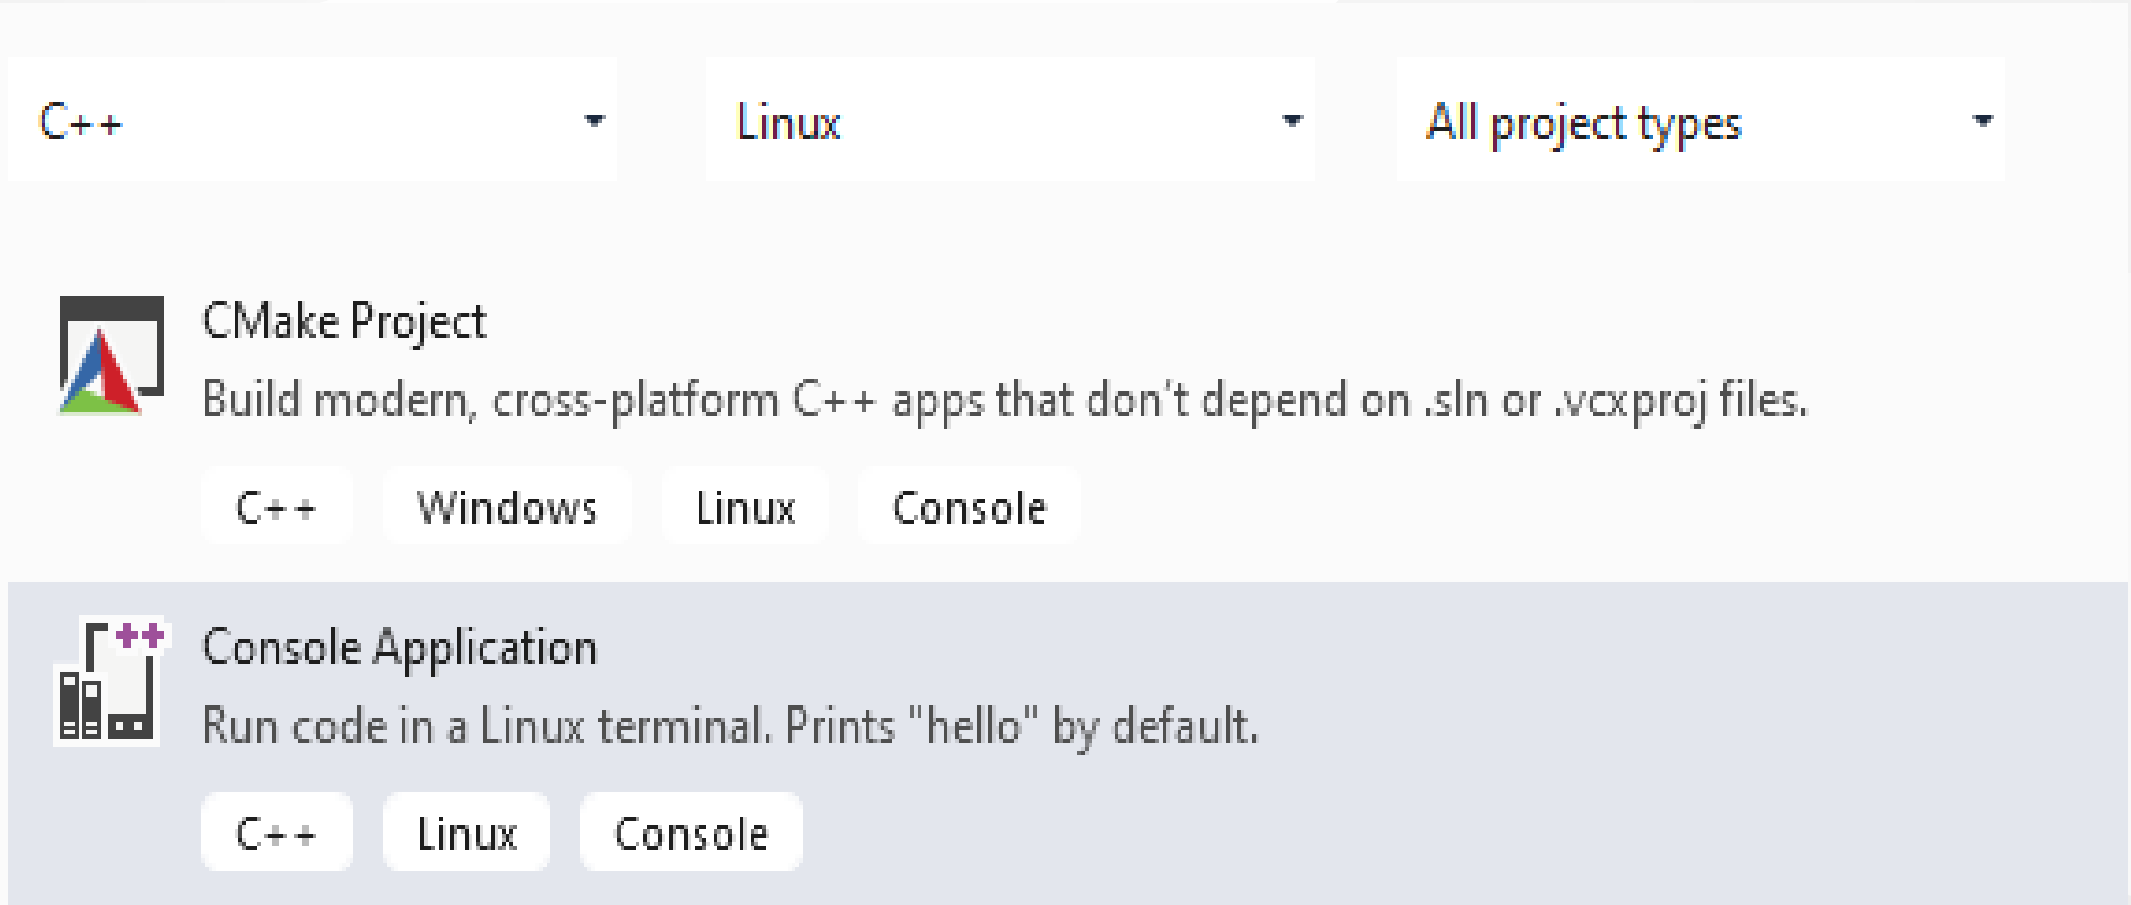 C++ Linux All project types
CMake Project
Build modern, cross-platform C++ apps that don't depend on .sln or .vcxproj files.
C++ Windows Linux Console
++
Console Application
Run code in a Linux terminal. Prints "hello" by default.
C++ Linux Console